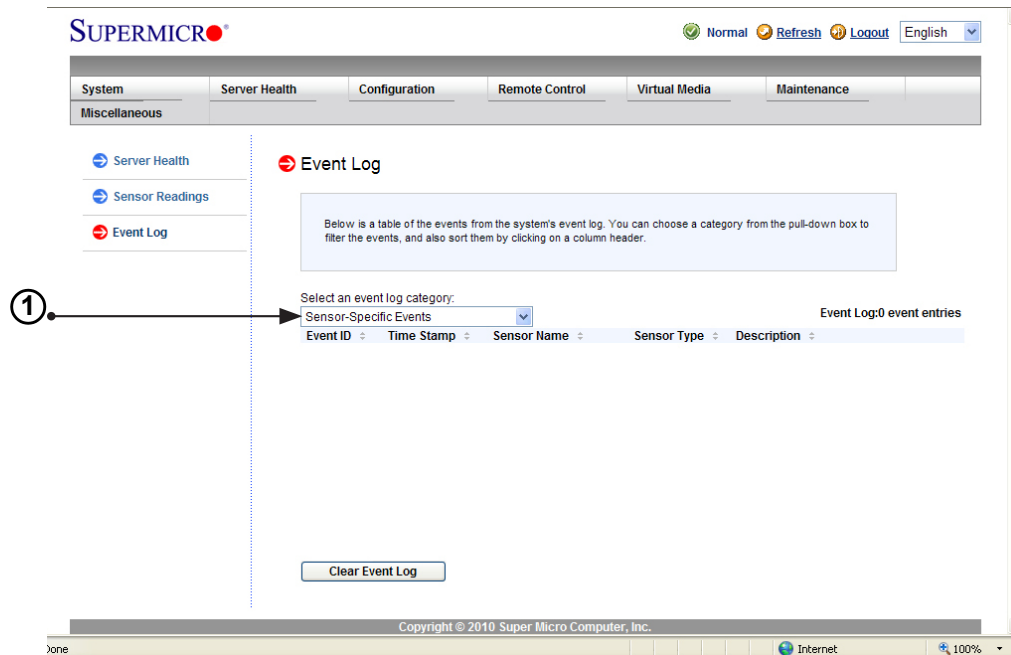 SUPERMICRO
Normal Refresh Logout English
System Server Health Configuration Remote Control Virtual Media Maintenance
Miscellaneous
Server Health
Sensor Readings
Event Log
Event Log
Below is a table of the events from the system's event log. You can choose a category from the pull-down box to
filter the events, and also sort them by clicking on a column header.
1
Select an event log category:
Sensor-Specific Events
Event Log:0 event entries
Event ID Time Stamp Sensor Name Sensor Type Description
Clear Event Log
Copyright © 2010 Super Micro Computer, Inc.
Done Internet 100%